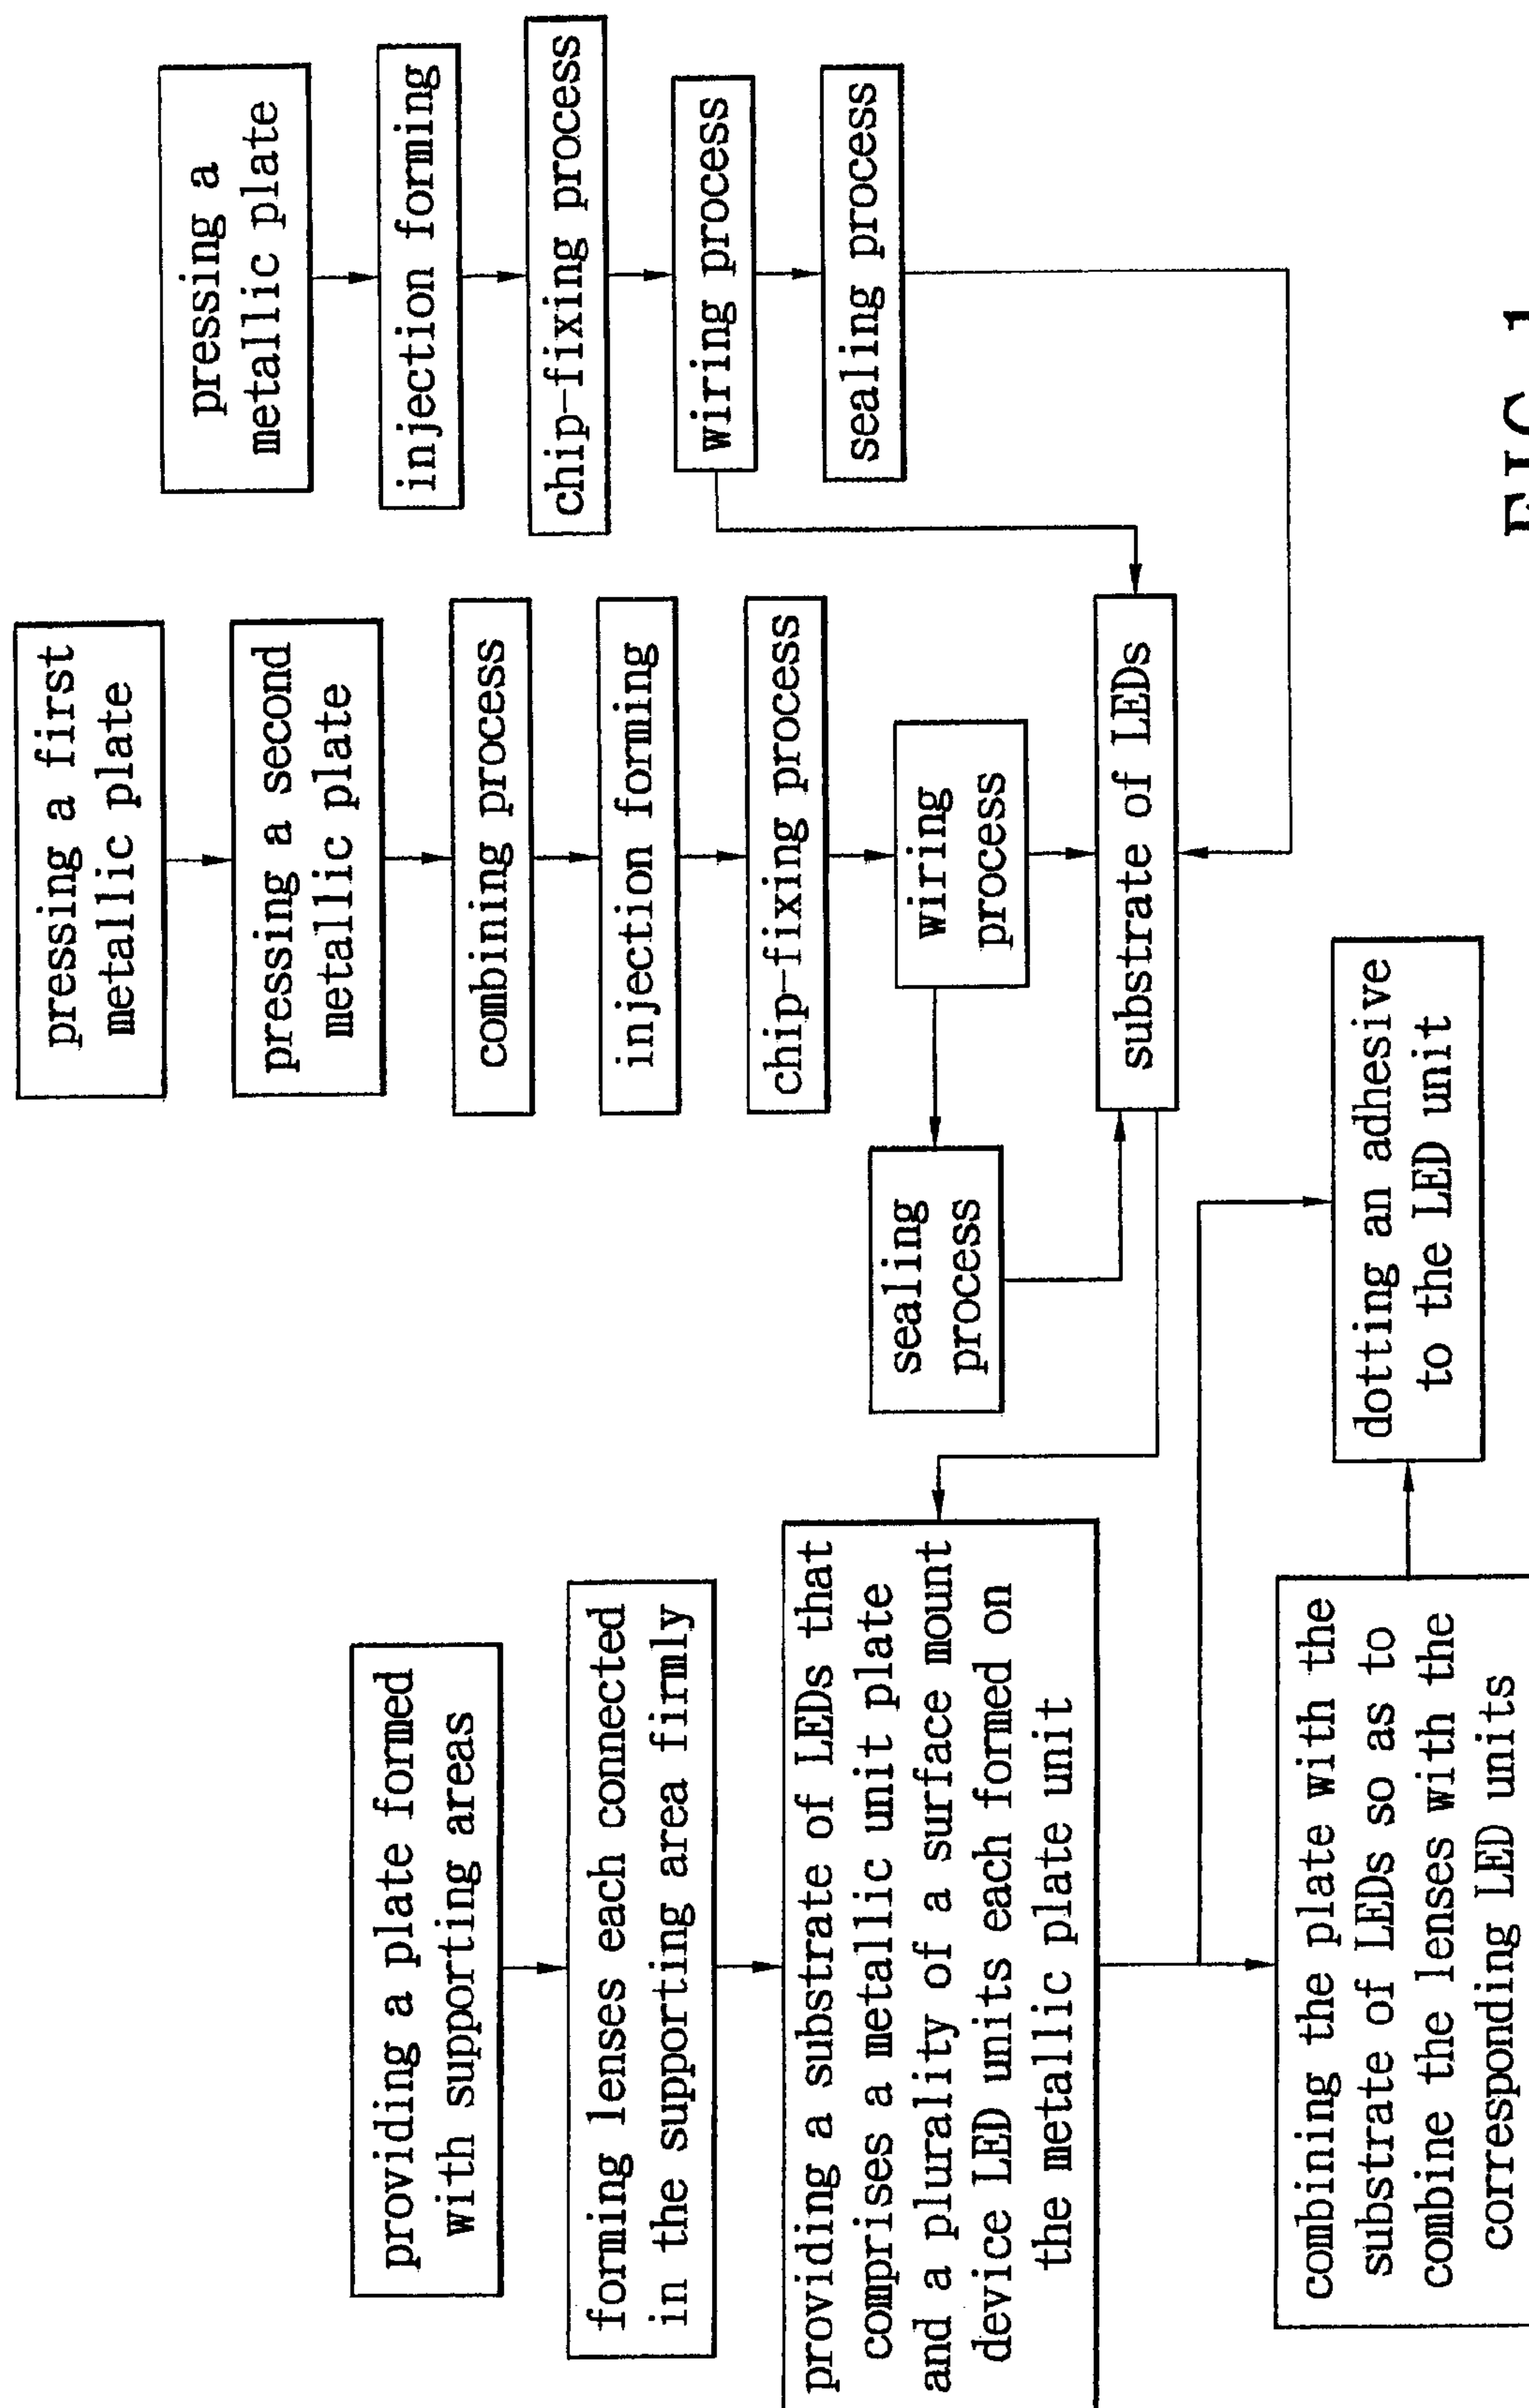 providing a plate formed
with supporting areas
forming lenses each connected
in the supporting area firmly
providing a substrate of LEDs that
comprises a metallic unit plate
and a plurality of a surface mount
device LED units each formed on
the metallic plate unit
combining the plate with the
substrate of LEDs so as to
combine the lenses with the
corresponding LED units
dotting an adhesive
to the LED unit
pressing a first
metallic plate
pressing a second
metallic plate
combining process
injection forming
chip-fixing process
wiring
process
sealing
process
substrate of LEDs
pressing a
metallic plate
injection forming
chip-fixing process
wiring process
sealing process
FIG. 1